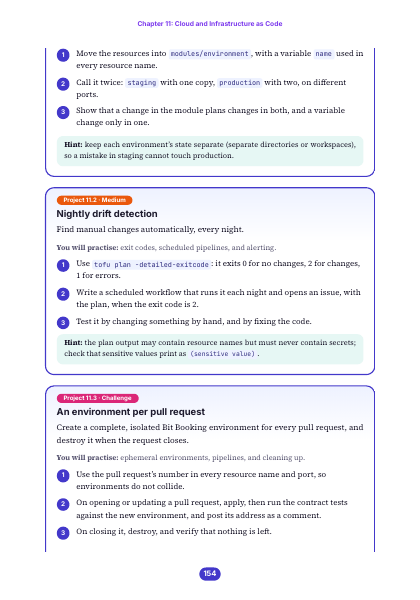 Chapter 11: Cloud and Infrastructure as Code
1 Move the resources into modules/environment, with a variable name used in
every resource name.
2 Call it twice: staging with one copy, production with two, on different
ports.
3 Show that a change in the module plans changes in both, and a variable
change only in one.
Hint: keep each environment's state separate (separate directories or workspaces),
so a mistake in staging cannot touch production.
Project 11.2 · Medium
Nightly drift detection
Find manual changes automatically, every night.
You will practise: exit codes, scheduled pipelines, and alerting.
1 Use tofu plan -detailed-exitcode: it exits 0 for no changes, 2 for changes,
1 for errors.
2 Write a scheduled workflow that runs it each night and opens an issue, with
the plan, when the exit code is 2.
3 Test it by changing something by hand, and by fixing the code.
Hint: the plan output may contain resource names but must never contain secrets;
check that sensitive values print as (sensitive value) .
Project 11.3 · Challenge
An environment per pull request
Create a complete, isolated Bit Booking environment for every pull request, and
destroy it when the request closes.
You will practise: ephemeral environments, pipelines, and cleaning up.
1 Use the pull request's number in every resource name and port, so
environments do not collide.
2 On opening or updating a pull request, apply, then run the contract tests
against the new environment, and post its address as a comment.
3 On closing it, destroy, and verify that nothing is left.
154